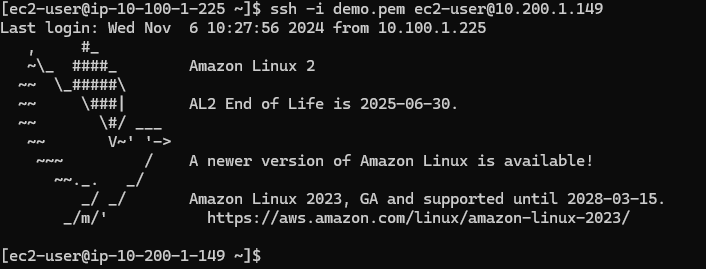 [ec2-user@ip-10-100-1-225 ~]$ ssh -i demo.pem ec2-user@10.200.1.149
Last login: Wed Nov  6 10:27:56 2024 from 10.100.1.225
   ,     #_
   ~\_  ####_        Amazon Linux 2
  ~~  \_#####\
  ~~     \###|       AL2 End of Life is 2025-06-30.
  ~~       \#/ ___
   ~~       V~' '->
    ~~~         /    A newer version of Amazon Linux is available!
      ~~._.   _/
         _/ _/       Amazon Linux 2023, GA and supported until 2028-03-15.
       _/m/'           https://aws.amazon.com/linux/amazon-linux-2023/
[ec2-user@ip-10-200-1-149 ~]$